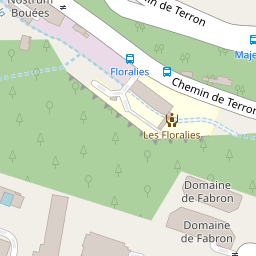 Nostrum
Bouées
Chemin de Terron
Floralies
Maje
Chemin de Terron
Les Floralies
Domaine
de Fabron
Domaine
de Fabron